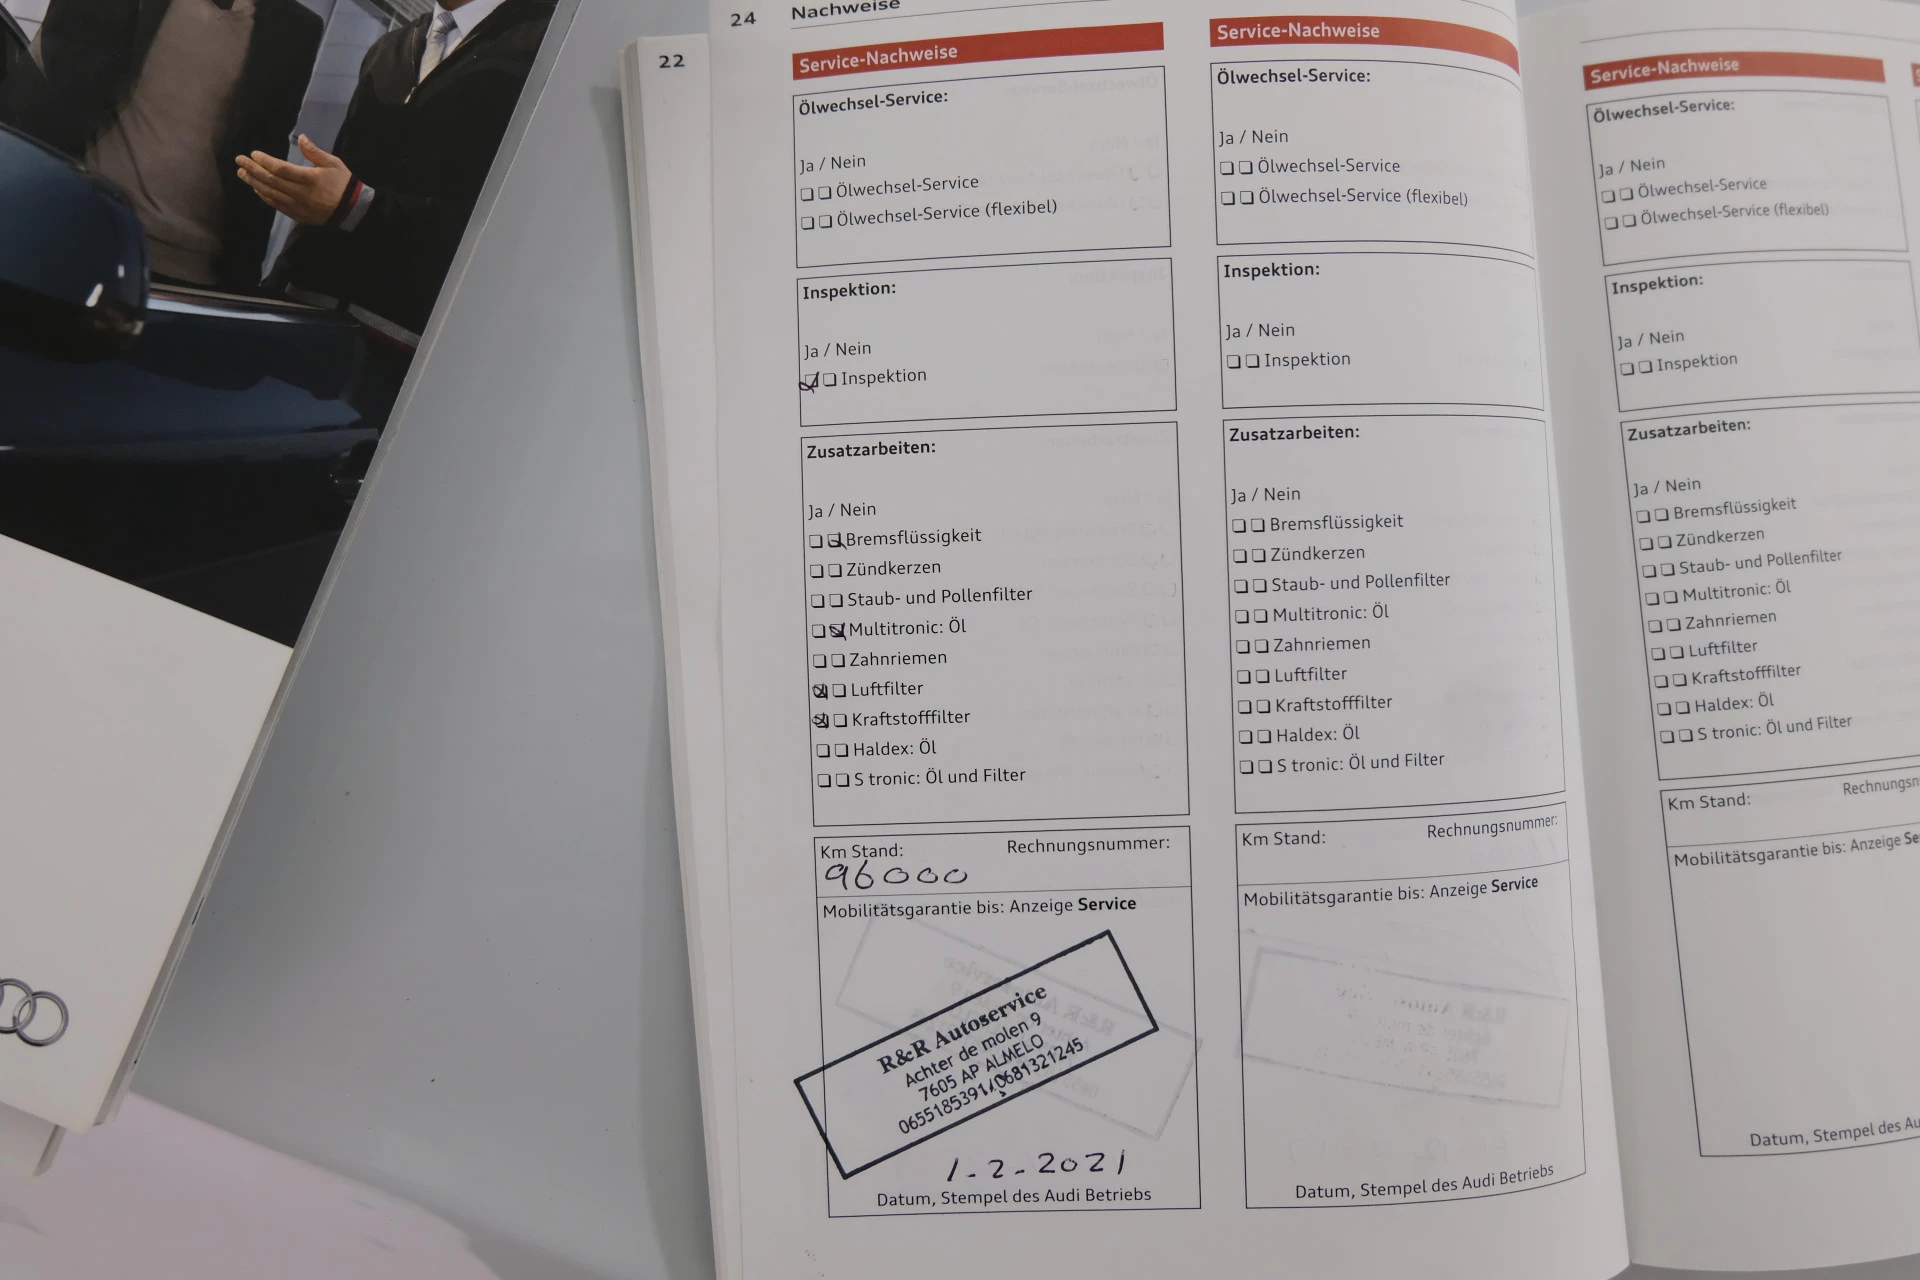 22
24 Nachweise
Service-Nachweise
Ölwechsel-Service:
Ja / Nein
Ölwechsel-Service
Ölwechsel-Service (flexibel)
Inspektion:
Ja / Nein
Inspektion
Zusatzarbeiten:
Ja / Nein
Bremsflüssigkeit
Zündkerzen
Staub- und Pollenfilter
Multitronic: Öl
Zahnriemen
Luftfilter
Kraftstofffilter
Haldex: Öl
S tronic: Öl und Filter
Km Stand: Rechnungsnummer:
96000
Mobilitätsgarantie bis: Anzeige Service
R&R Autoservice
Achter de molen 9
7605 AP ALMELO
0655185391/0681321245
1-2-2021
Datum, Stempel des Audi Betriebs
Service-Nachweise
Ölwechsel-Service:
Ja / Nein
Ölwechsel-Service
Ölwechsel-Service (flexibel)
Inspektion:
Ja / Nein
Inspektion
Zusatzarbeiten:
Ja / Nein
Bremsflüssigkeit
Zündkerzen
Staub- und Pollenfilter
Multitronic: Öl
Zahnriemen
Luftfilter
Kraftstofffilter
Haldex: Öl
S tronic: Öl und Filter
Km Stand: Rechnungsnummer:
Mobilitätsgarantie bis: Anzeige Service
Datum, Stempel des Audi Betriebs
Service-Nachweise
Ölwechsel-Service:
Ja / Nein
Ölwechsel-Service
Ölwechsel-Service (flexibel)
Inspektion:
Ja / Nein
Inspektion
Zusatzarbeiten:
Ja / Nein
Bremsflüssigkeit
Zündkerzen
Staub- und Pollenfilter
Multitronic: Öl
Zahnriemen
Luftfilter
Kraftstofffilter
Haldex: Öl
S tronic: Öl und Filter
Km Stand: Rechnungsn
Mobilitätsgarantie bis: Anzeige Se
Datum, Stempel des Au